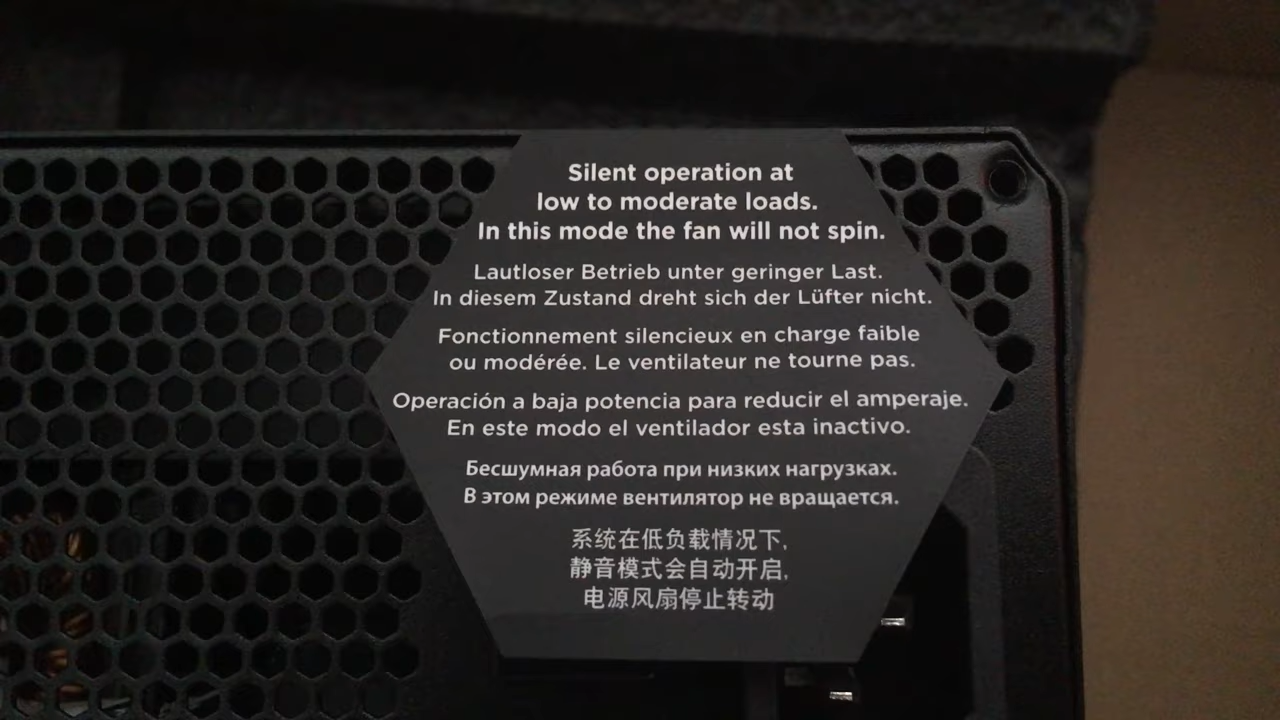 Silent operation at
low to moderate loads.
In this mode the fan will not spin.
Lautloser Betrieb unter geringer Last.
In diesem Zustand dreht sich der Lüfter nicht.
Fonctionnement silencieux en charge faible
ou modérée. Le ventilateur ne tourne pas.
Operación a baja potencia para reducir el amperaje.
En este modo el ventilador esta inactivo.
Бесшумная работа при низких нагрузках.
В этом режиме вентилятор не вращается.
系统在低负载情况下,
静音模式会自动开启,
电源风扇停止转动